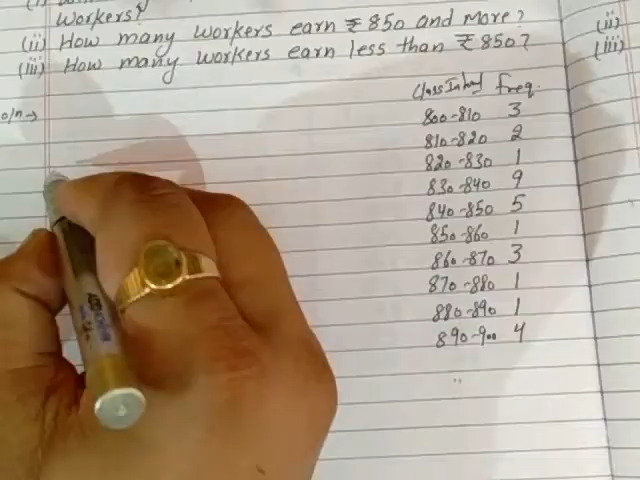 Workers?
(ii) How many workers earn ₹850 and more?
(iii) How many workers earn less than ₹850?
(ii)
(iii)
Class Interval Freq.
800-810 3
810-820 2
820-830 1
830-840 9
840-850 5
850-860 1
860-870 3
870-880 1
880-890 1
890-900 4